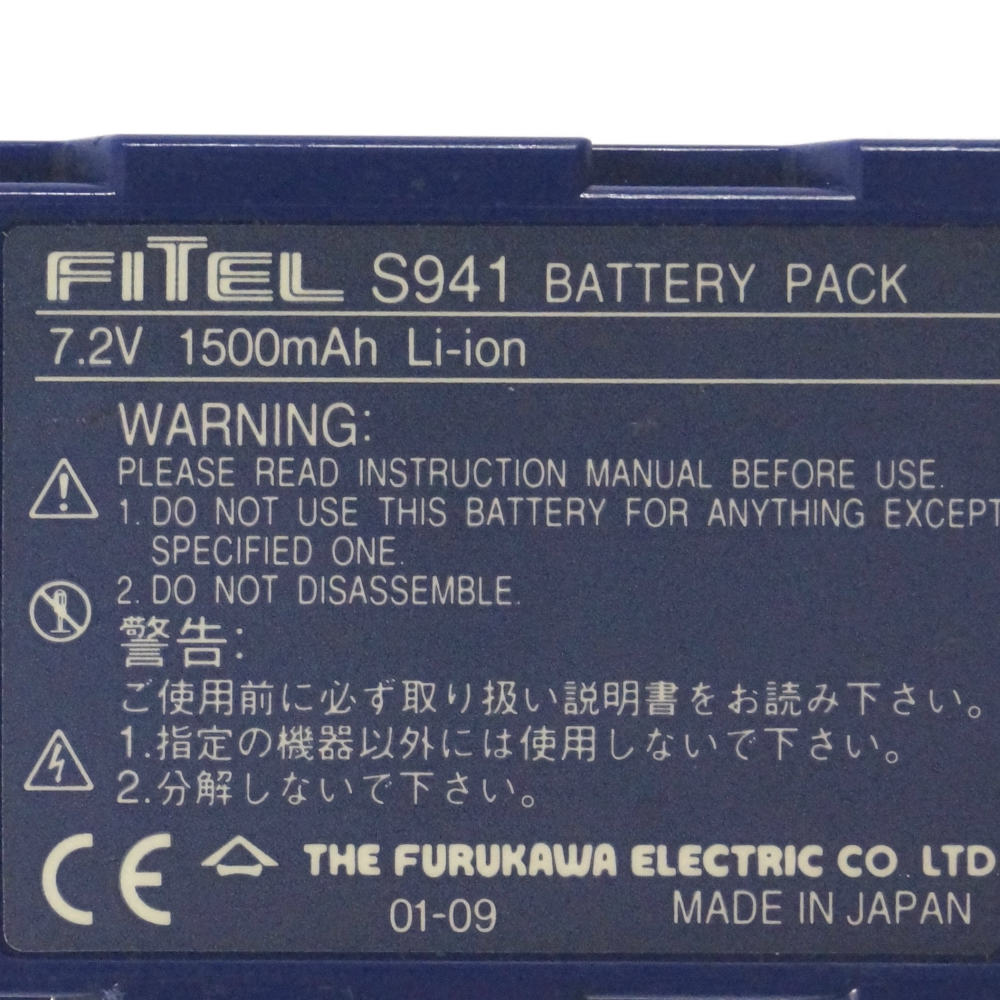 FITEL S941 BATTERY PACK
7.2V 1500mAh Li-ion
WARNING:
PLEASE READ INSTRUCTION MANUAL BEFORE USE.
1. DO NOT USE THIS BATTERY FOR ANYTHING EXCEPT
SPECIFIED ONE.
2. DO NOT DISASSEMBLE.
警告:
ご使用前に必ず取り扱い説明書をお読み下さい。
1.指定の機器以外には使用しないで下さい。
2.分解しないで下さい。
CE THE FURUKAWA ELECTRIC CO LTD
01-09 MADE IN JAPAN